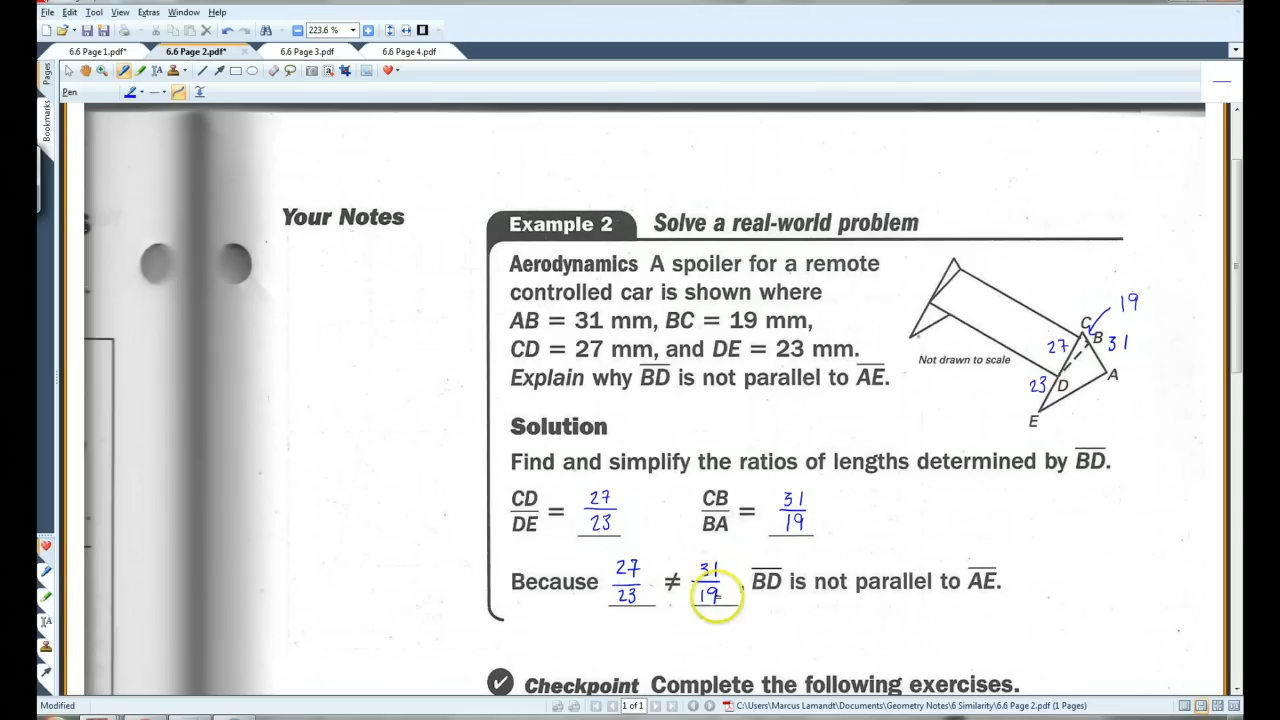 File Edit View Tools Extras Window Help
223.6 %
6.6 Page 1.pdf* 6.6 Page 2.pdf* 6.6 Page 3.pdf 6.6 Page 4.pdf
Pen
Pages
Bookmarks
Your Notes
Example 2 Solve a real-world problem
Aerodynamics A spoiler for a remote
controlled car is shown where
AB = 31 mm, BC = 19 mm,
CD = 27 mm, and DE = 23 mm.
Explain why BD is not parallel to AE.
19
C
B
31
27
A
23
D
E
Not drawn to scale
Solution
Find and simplify the ratios of lengths determined by BD.
CD/DE = 27/23 CB/BA = 31/19
Because 27/23 ≠ 31/19, BD is not parallel to AE.
Checkpoint Complete the following exercises.
Modified 1 of 1 C:\Users\Marcus Lamandt\Documents\Geometry Notes\6 Similarity\6.6 Page 2.pdf (1 Pages)